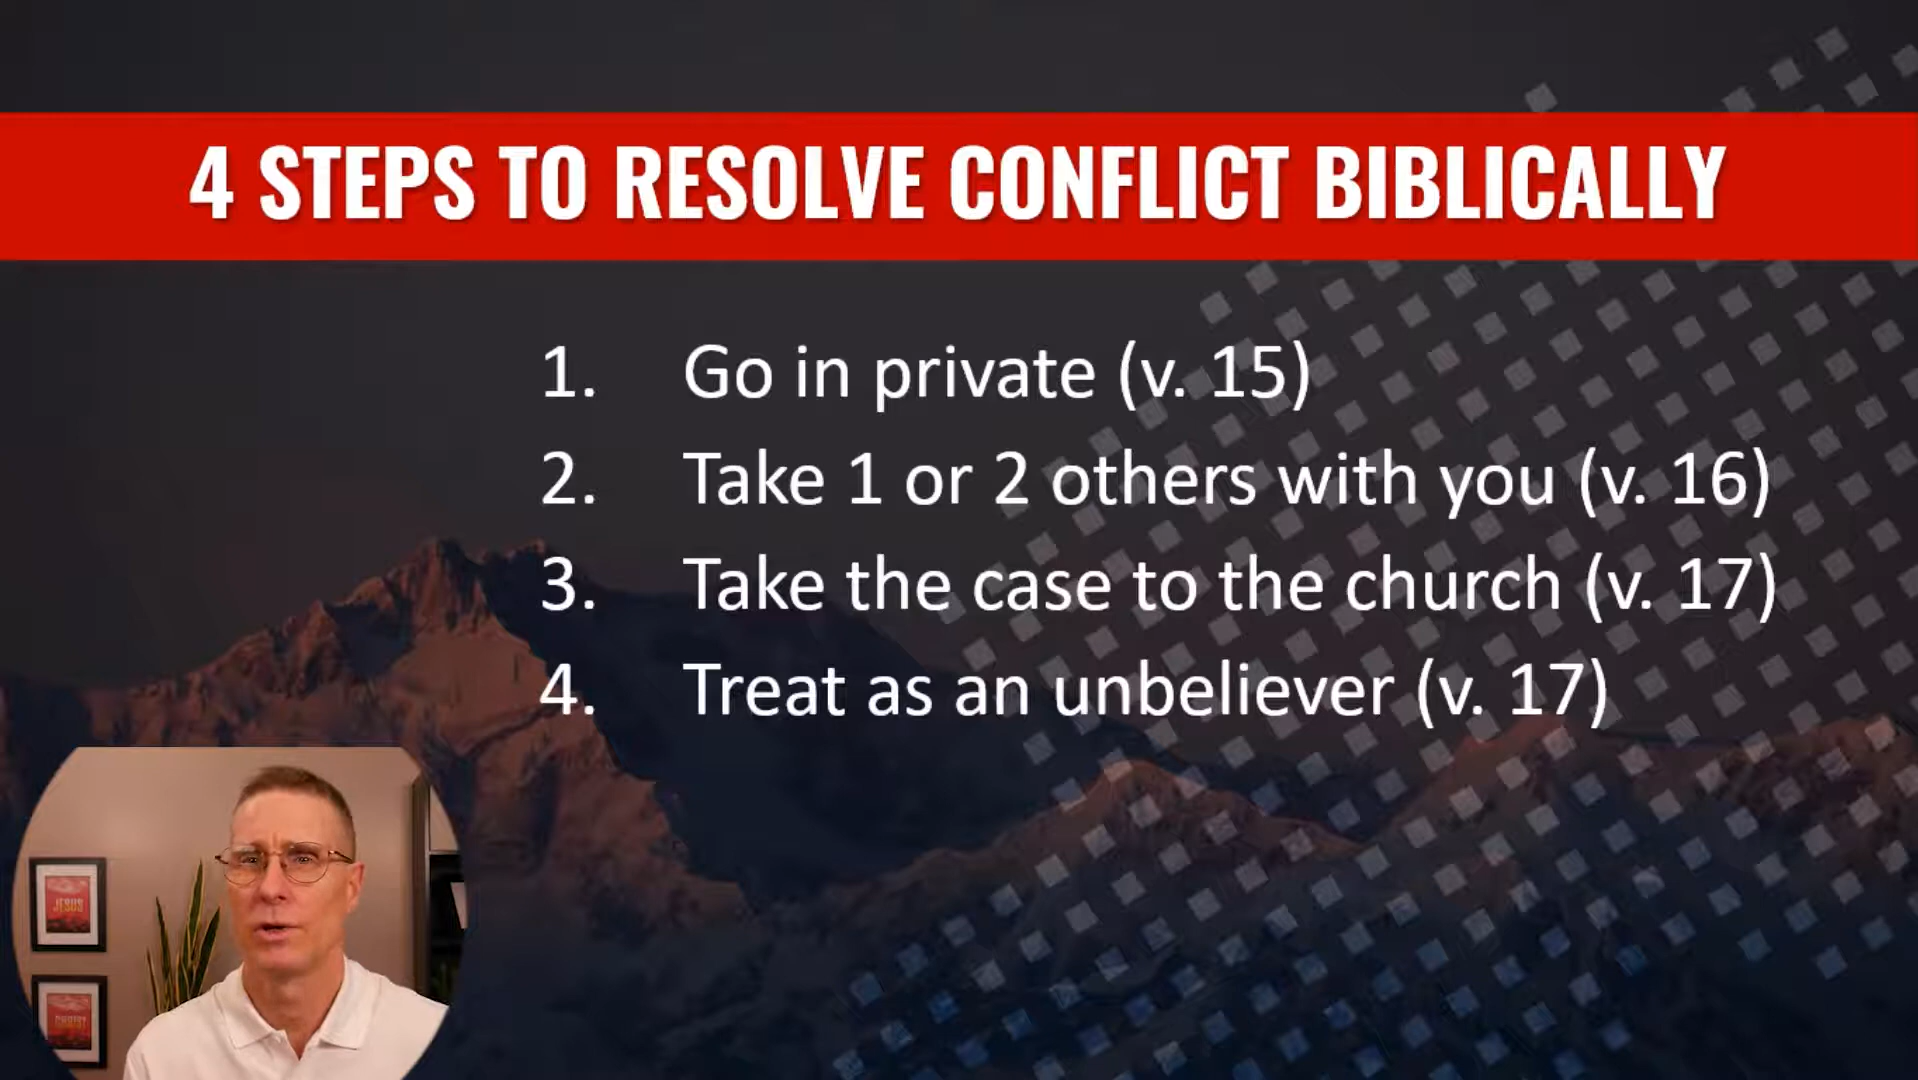 4 STEPS TO RESOLVE CONFLICT BIBLICALLY
1. Go in private (v. 15)
2. Take 1 or 2 others with you (v. 16)
3. Take the case to the church (v. 17)
4. Treat as an unbeliever (v. 17)
JESUS